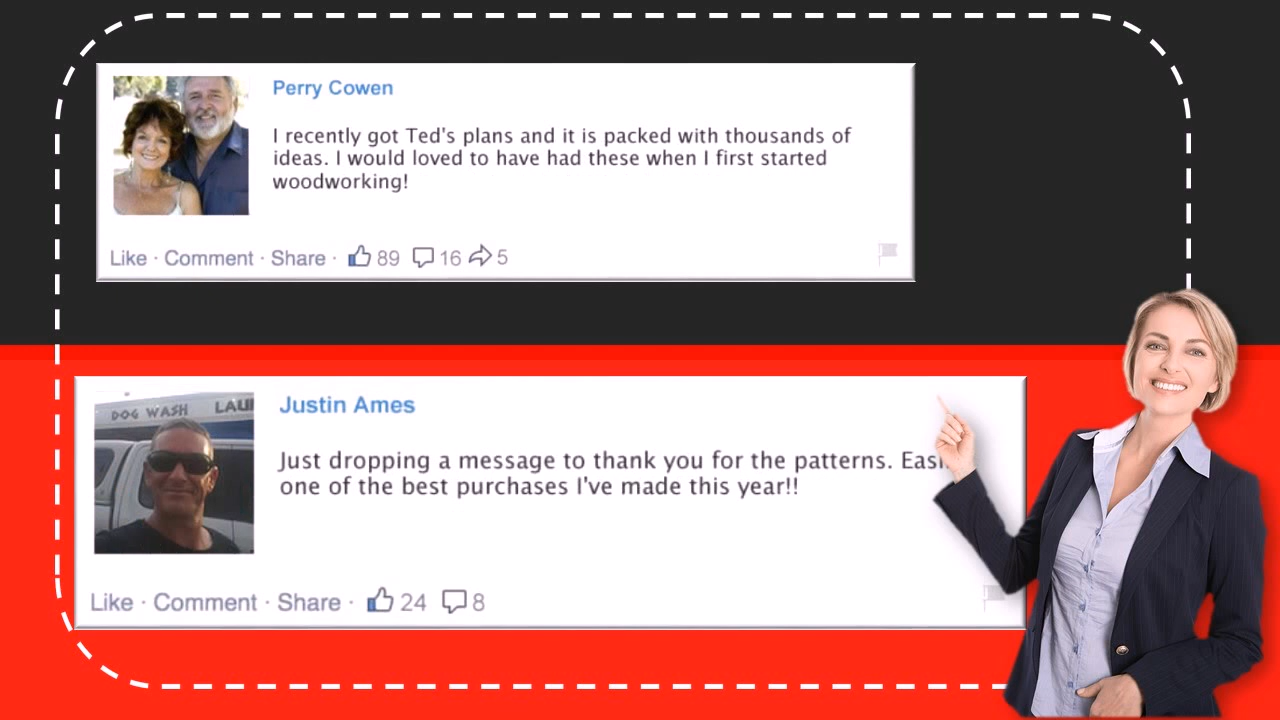 Perry Cowen
I recently got Ted's plans and it is packed with thousands of
ideas. I would loved to have had these when I first started
woodworking!
Like · Comment · Share · 89 16 5
DOG WASH LAU
Justin Ames
Just dropping a message to thank you for the patterns.
one of the best purchases I've made this year!!
Like · Comment · Share · 24 8